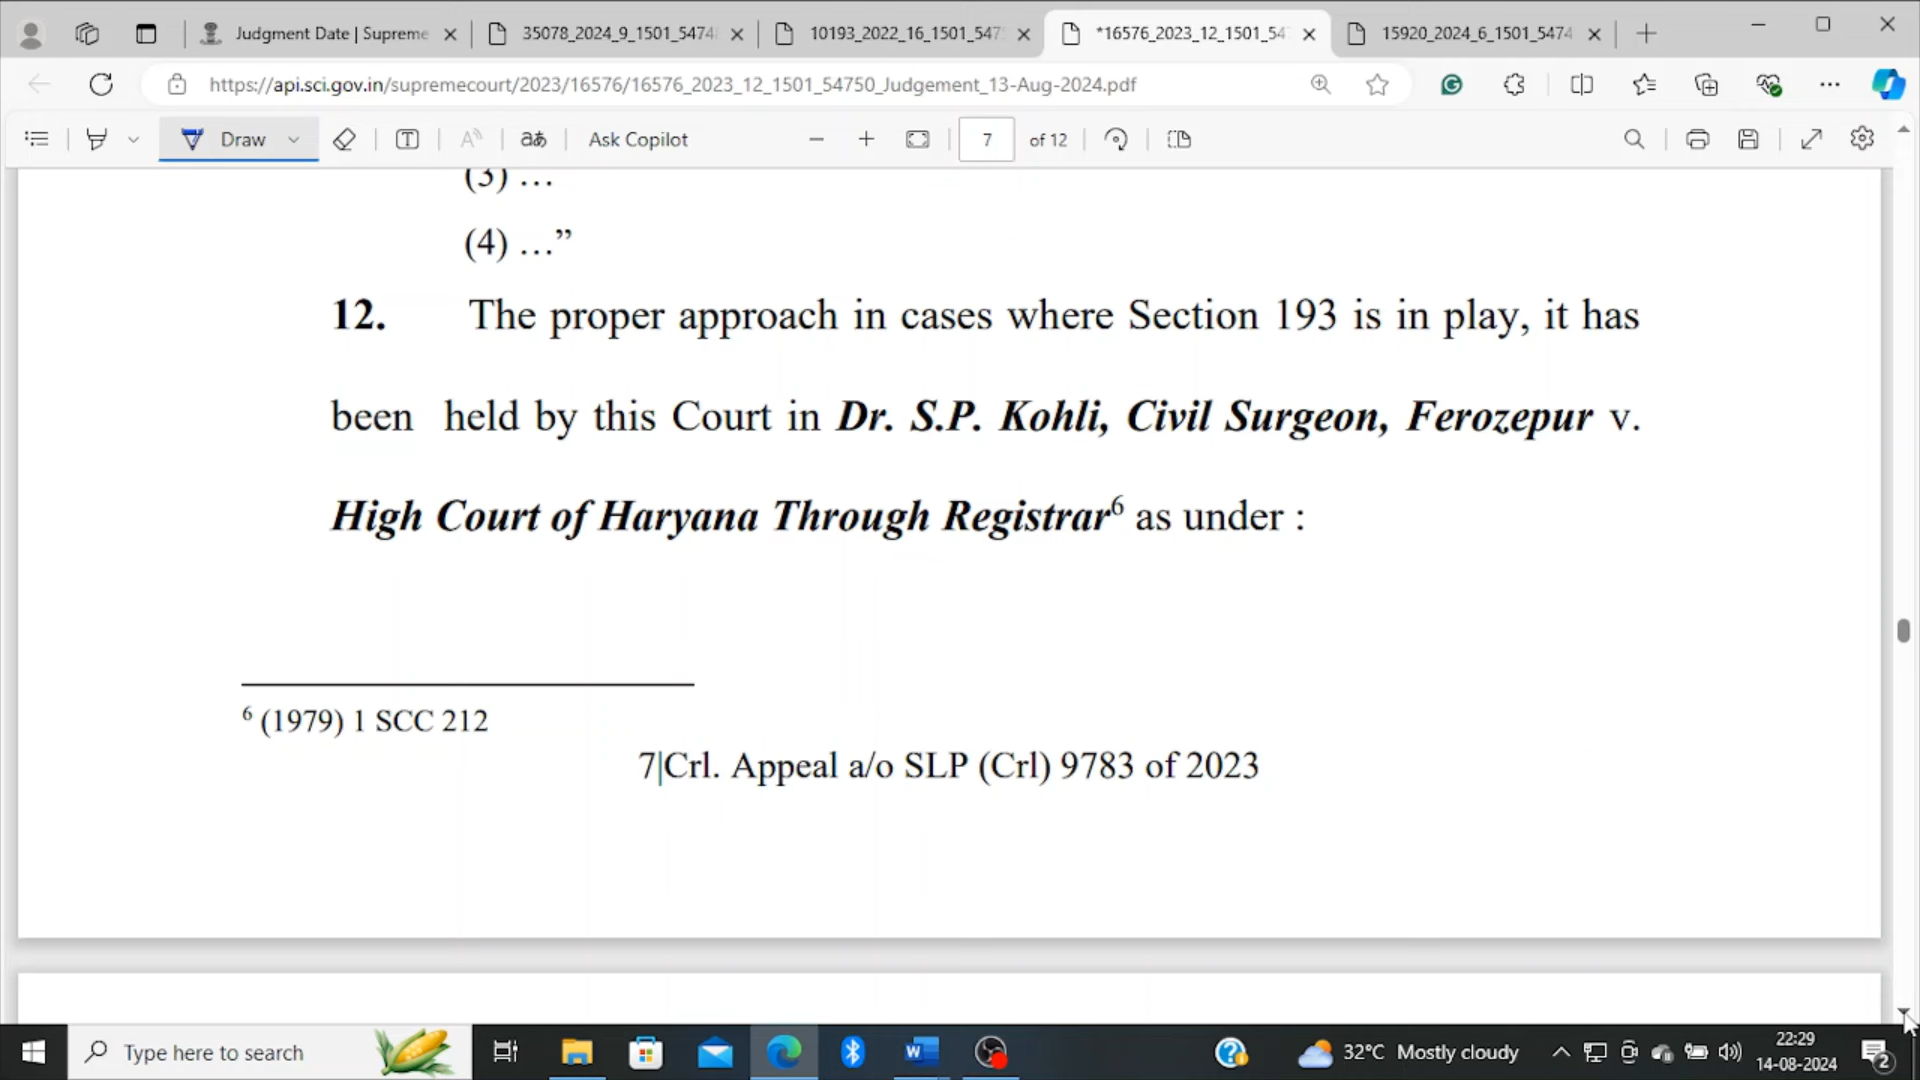 Judgment Date | Supreme
35078_2024_9_1501_5474
10193_2022_16_1501_547
*16576_2023_12_1501_54
15920_2024_6_1501_5474
https://api.sci.gov.in/supremecourt/2023/16576/16576_2023_12_1501_54750_Judgement_13-Aug-2024.pdf
Draw
Ask Copilot
7
of 12
(3) …
(4) …”
12. The proper approach in cases where Section 193 is in play, it has
been held by this Court in Dr. S.P. Kohli, Civil Surgeon, Ferozepur v.
High Court of Haryana Through Registrar6 as under :
6 (1979) 1 SCC 212
7|Crl. Appeal a/o SLP (Crl) 9783 of 2023
Type here to search
32°C Mostly cloudy
22:29
14-08-2024
2